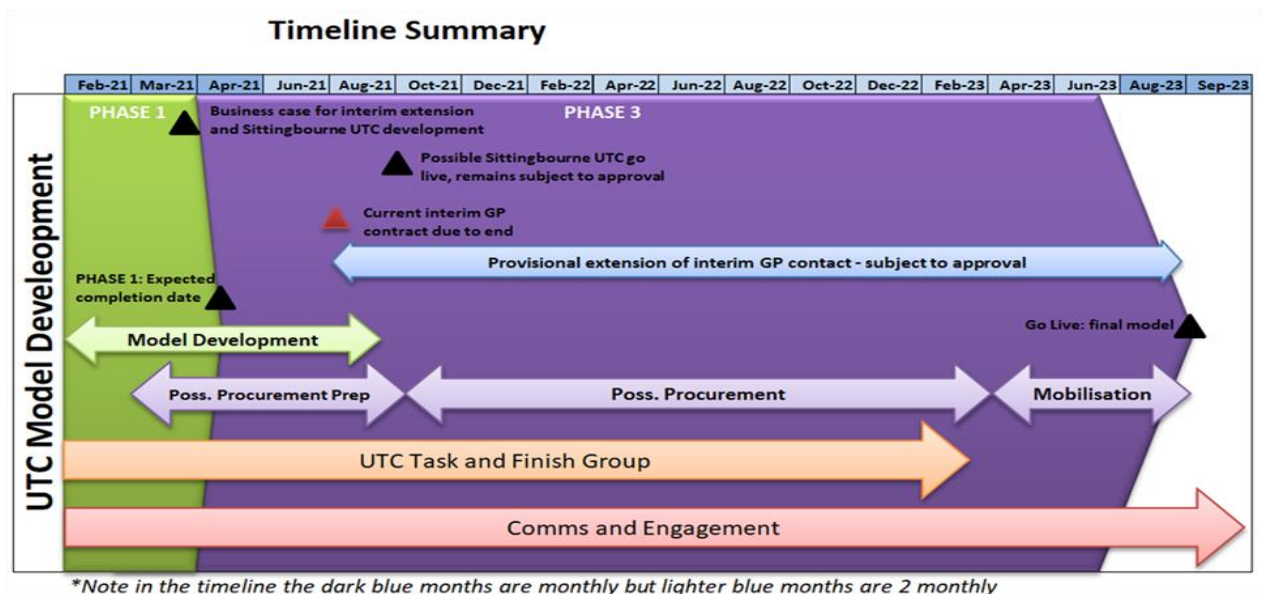 Timeline Summary
Feb-21 Mar-21 Apr-21 Jun-21 Aug-21 Oct-21 Dec-21 Feb-22 Apr-22 Jun-22 Aug-22 Oct-22 Dec-22 Feb-23 Apr-23 Jun-23 Aug-23 Sep-23
UTC Model Develeopment
PHASE 1
PHASE 3
Business case for interim extension
and Sittingbourne UTC development
Possible Sittingbourne UTC go
live, remains subject to approval
Current interim GP
contract due to end
Provisional extension of interim GP contact - subject to approval
PHASE 1: Expected
completion date
Go Live: final model
Model Development
Poss. Procurement Prep
Poss. Procurement
Mobilisation
UTC Task and Finish Group
Comms and Engagement
*Note in the timeline the dark blue months are monthly but lighter blue months are 2 monthly